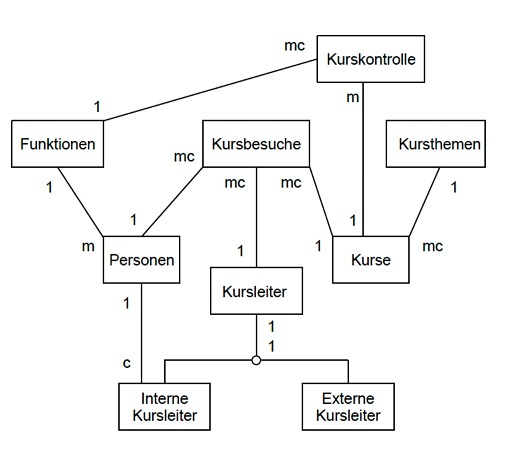 mc
Kurskontrolle
m
1
Funktionen
Kursbesuche
Kursthemen
mc
1
mc
mc
1
1
1
m
1
1
mc
Personen
Kurse
1
Kursleiter
1
1
c
Interne
Kursleiter
Externe
Kursleiter